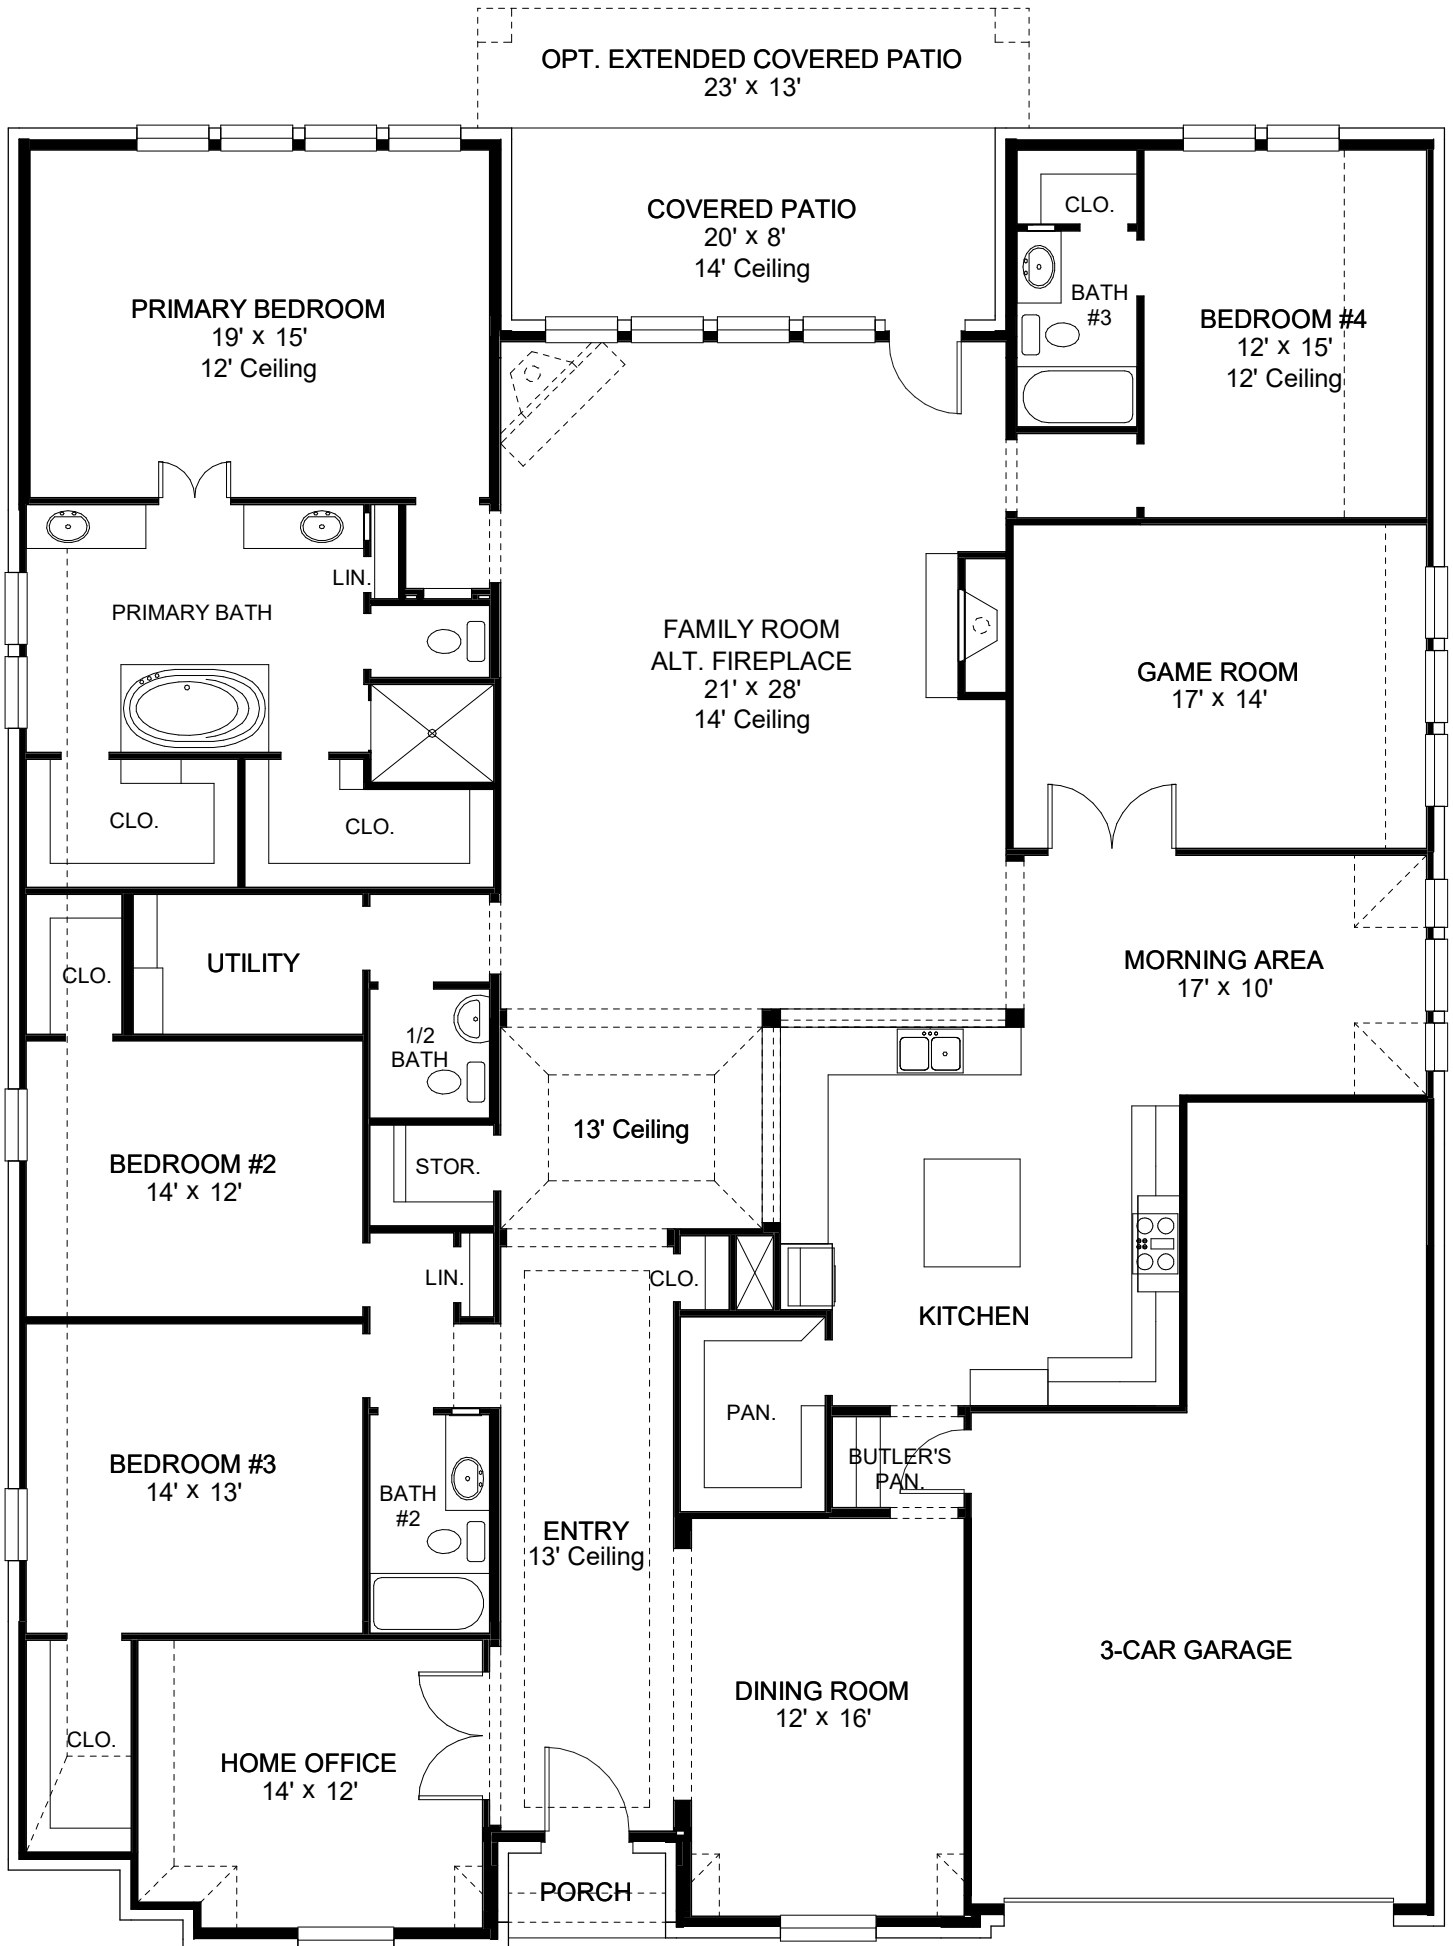 OPT. EXTENDED COVERED PATIO
23' x 13'
COVERED PATIO
20' x 8'
14' Ceiling
PRIMARY BEDROOM
19' x 15'
12' Ceiling
CLO.
BATH
#3
BEDROOM #4
12' x 15'
12' Ceiling
LIN.
PRIMARY BATH
FAMILY ROOM
ALT. FIREPLACE
21' x 28'
14' Ceiling
GAME ROOM
17' x 14'
CLO.
CLO.
CLO.
UTILITY
MORNING AREA
17' x 10'
1/2
BATH
13' Ceiling
BEDROOM #2
14' x 12'
STOR.
LIN.
CLO.
KITCHEN
PAN.
BUTLER'S
PAN.
BEDROOM #3
14' x 13'
BATH
#2
ENTRY
13' Ceiling
3-CAR GARAGE
DINING ROOM
12' x 16'
CLO.
HOME OFFICE
14' x 12'
PORCH